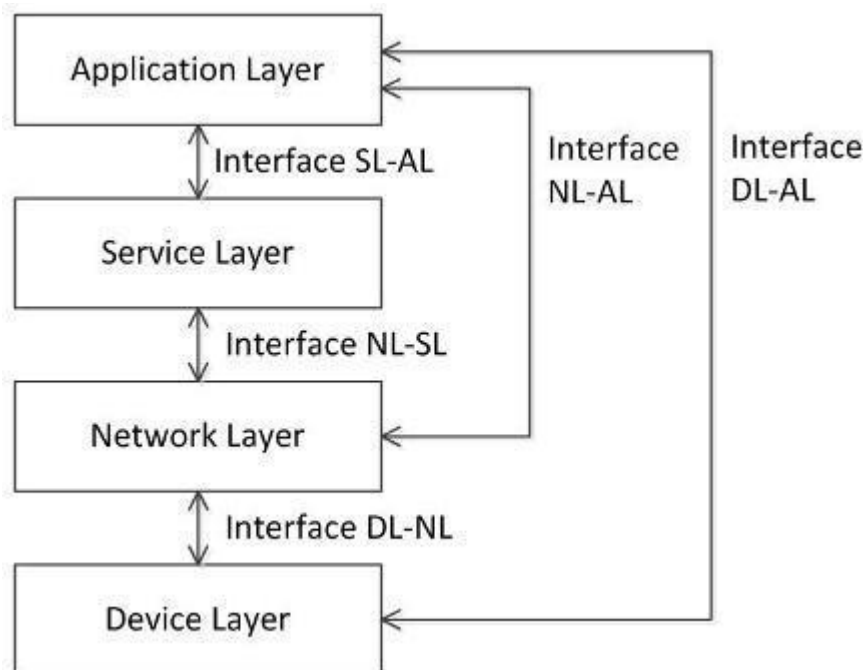 Application Layer
Interface SL-AL
Interface
NL-AL
Interface
DL-AL
Service Layer
Interface NL-SL
Network Layer
Interface DL-NL
Device Layer